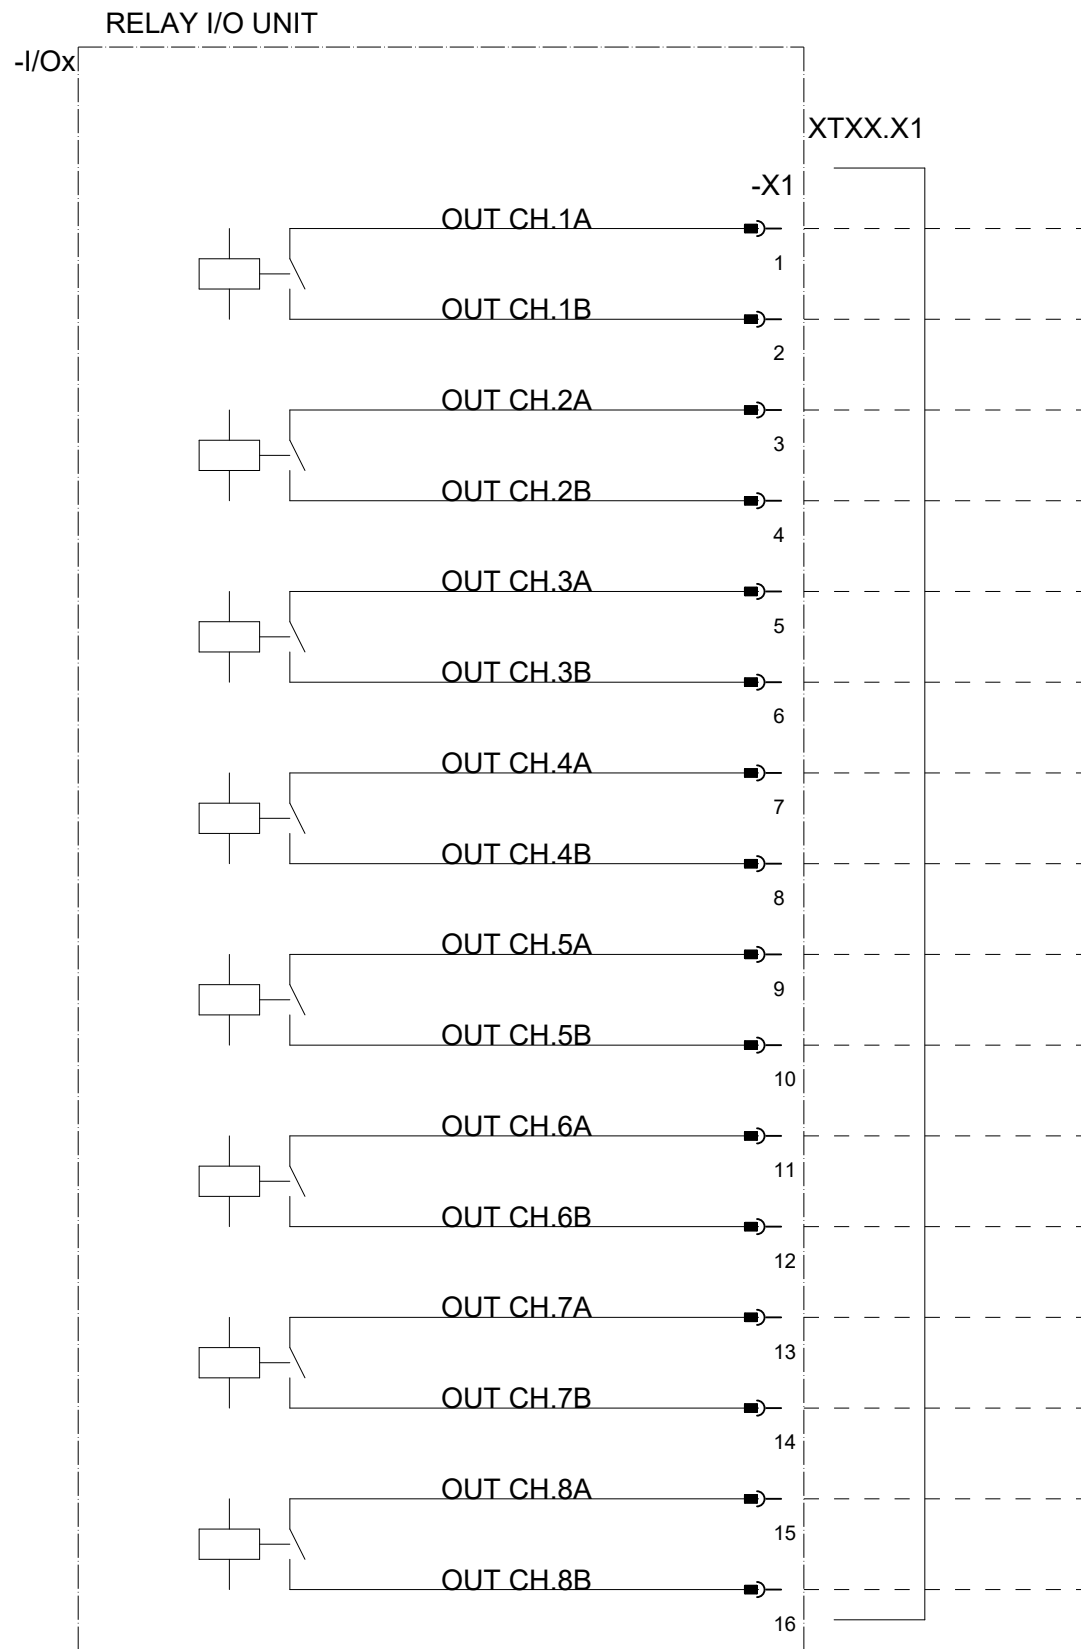 RELAY I/O UNIT
-I/Ox
XTXX.X1
-X1
OUT CH.1A
1
OUT CH.1B
2
OUT CH.2A
3
OUT CH.2B
4
OUT CH.3A
5
OUT CH.3B
6
OUT CH.4A
7
OUT CH.4B
8
OUT CH.5A
9
OUT CH.5B
10
OUT CH.6A
11
OUT CH.6B
12
OUT CH.7A
13
OUT CH.7B
14
OUT CH.8A
15
OUT CH.8B
16